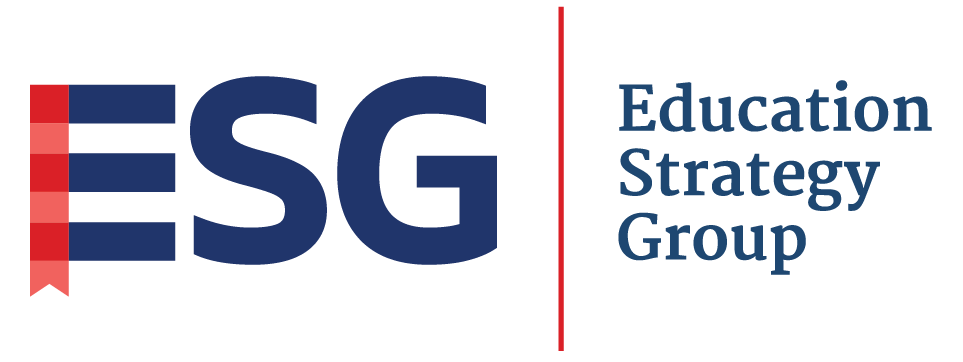 ESG
Education
Strategy
Group